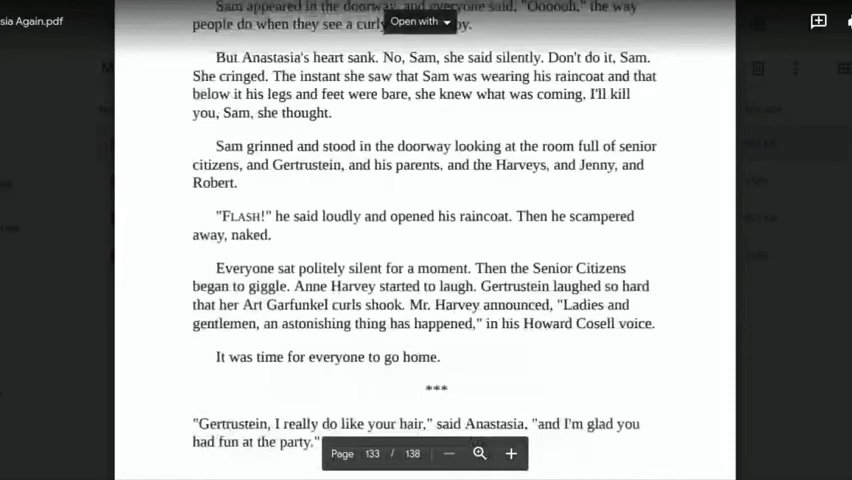 Sam appeared in the doorway, and everyone said, "Ooooh," the way
sia Again.pdf
Open with
people do when they see a curly
But Anastasia's heart sank. No, Sam, she said silently. Don't do it, Sam.
She cringed. The instant she saw that Sam was wearing his raincoat and that
below it his legs and feet were bare, she knew what was coming. I'll kill
you, Sam, she thought.
Sam grinned and stood in the doorway looking at the room full of senior
citizens, and Gertrustein, and his parents, and the Harveys, and Jenny, and
Robert.
"FLASH!" he said loudly and opened his raincoat. Then he scampered
away, naked.
Everyone sat politely silent for a moment. Then the Senior Citizens
began to giggle. Anne Harvey started to laugh. Gertrustein laughed so hard
that her Art Garfunkel curls shook. Mr. Harvey announced, "Ladies and
gentlemen, an astonishing thing has happened," in his Howard Cosell voice.
It was time for everyone to go home.
***
"Gertrustein, I really do like your hair," said Anastasia, "and I'm glad you
had fun at the party."
Page 133 / 138